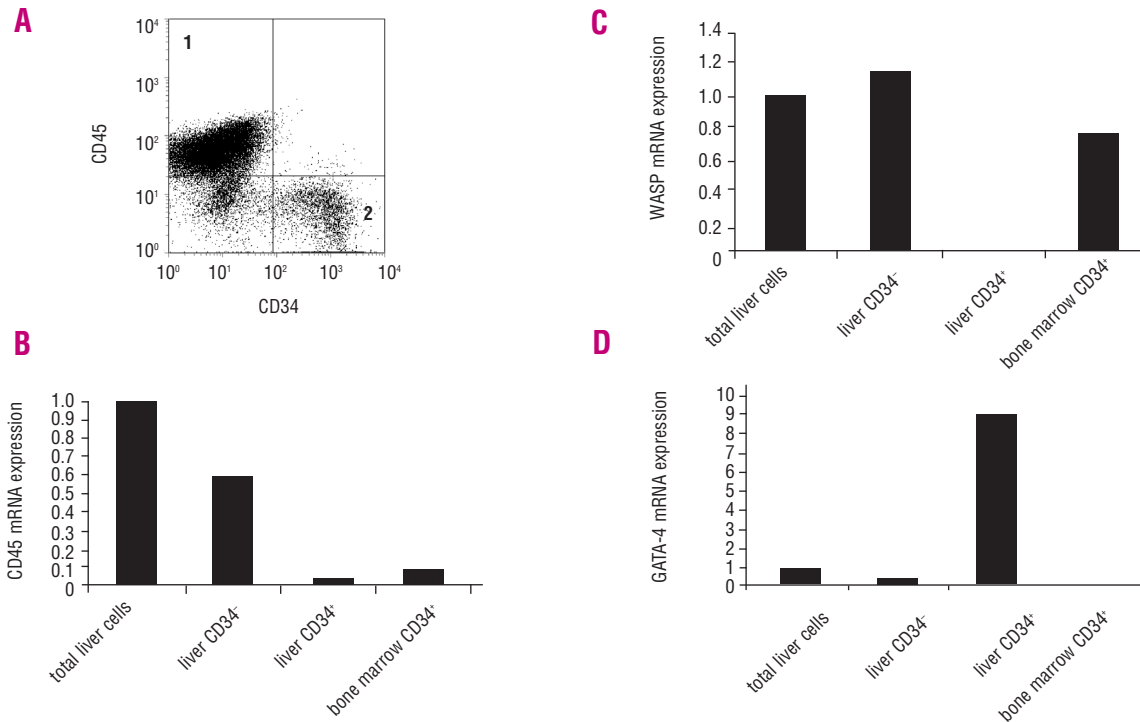 A
1
2
10⁴
10³
10²
10¹
10⁰
CD45
10⁰ 10¹ 10² 10³ 10⁴
CD34
B
1.0
0.9
0.8
0.7
0.6
0.5
0.4
0.3
0.2
0.1
0
CD45 mRNA expression
total liver cells
liver CD34⁻
liver CD34⁺
bone marrow CD34⁺
C
1.4
1.2
1.0
0.8
0.6
0.4
0.2
0
WASP mRNA expression
total liver cells
liver CD34⁻
liver CD34⁺
bone marrow CD34⁺
D
10
9
8
7
6
5
4
3
2
1
0
GATA-4 mRNA expression
total liver cells
liver CD34⁻
liver CD34⁺
bone marrow CD34⁺